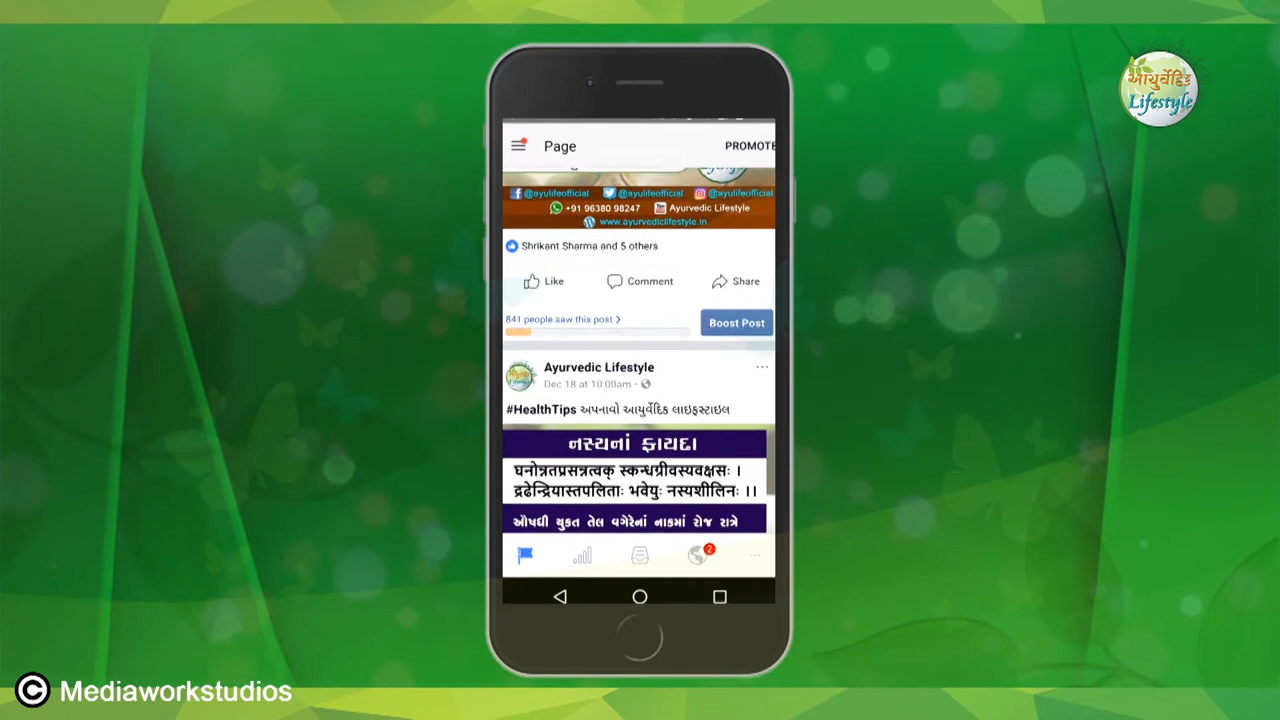 આયુર્વેદિક
Lifestyle
Page
PROMOTE
@ayulifeofficial @ayulifeofficial @ayulifeofficial
+91 96380 98247 Ayurvedic Lifestyle
www.ayurvediclifestyle.in
Shrikant Sharma and 5 others
Like Comment Share
841 people saw this post >
Boost Post
Ayurvedic Lifestyle
Dec 18 at 10:00am
#HealthTips અપનાવો આયુર્વેદિક લાઇફસ્ટાઇલ
નસ્યનાં ફાયદા
घनोन्नतप्रसन्नत्वक् स्कन्धग्रीवस्यवक्षसः ।
द्रढेन्द्रियास्तपलिताः भवेयुः नस्यशीलिनः ।।
ઔષધી યુકત તેલ વગેરેનાં નાકમાં રોજ રાત્રે
2
© Mediaworkstudios